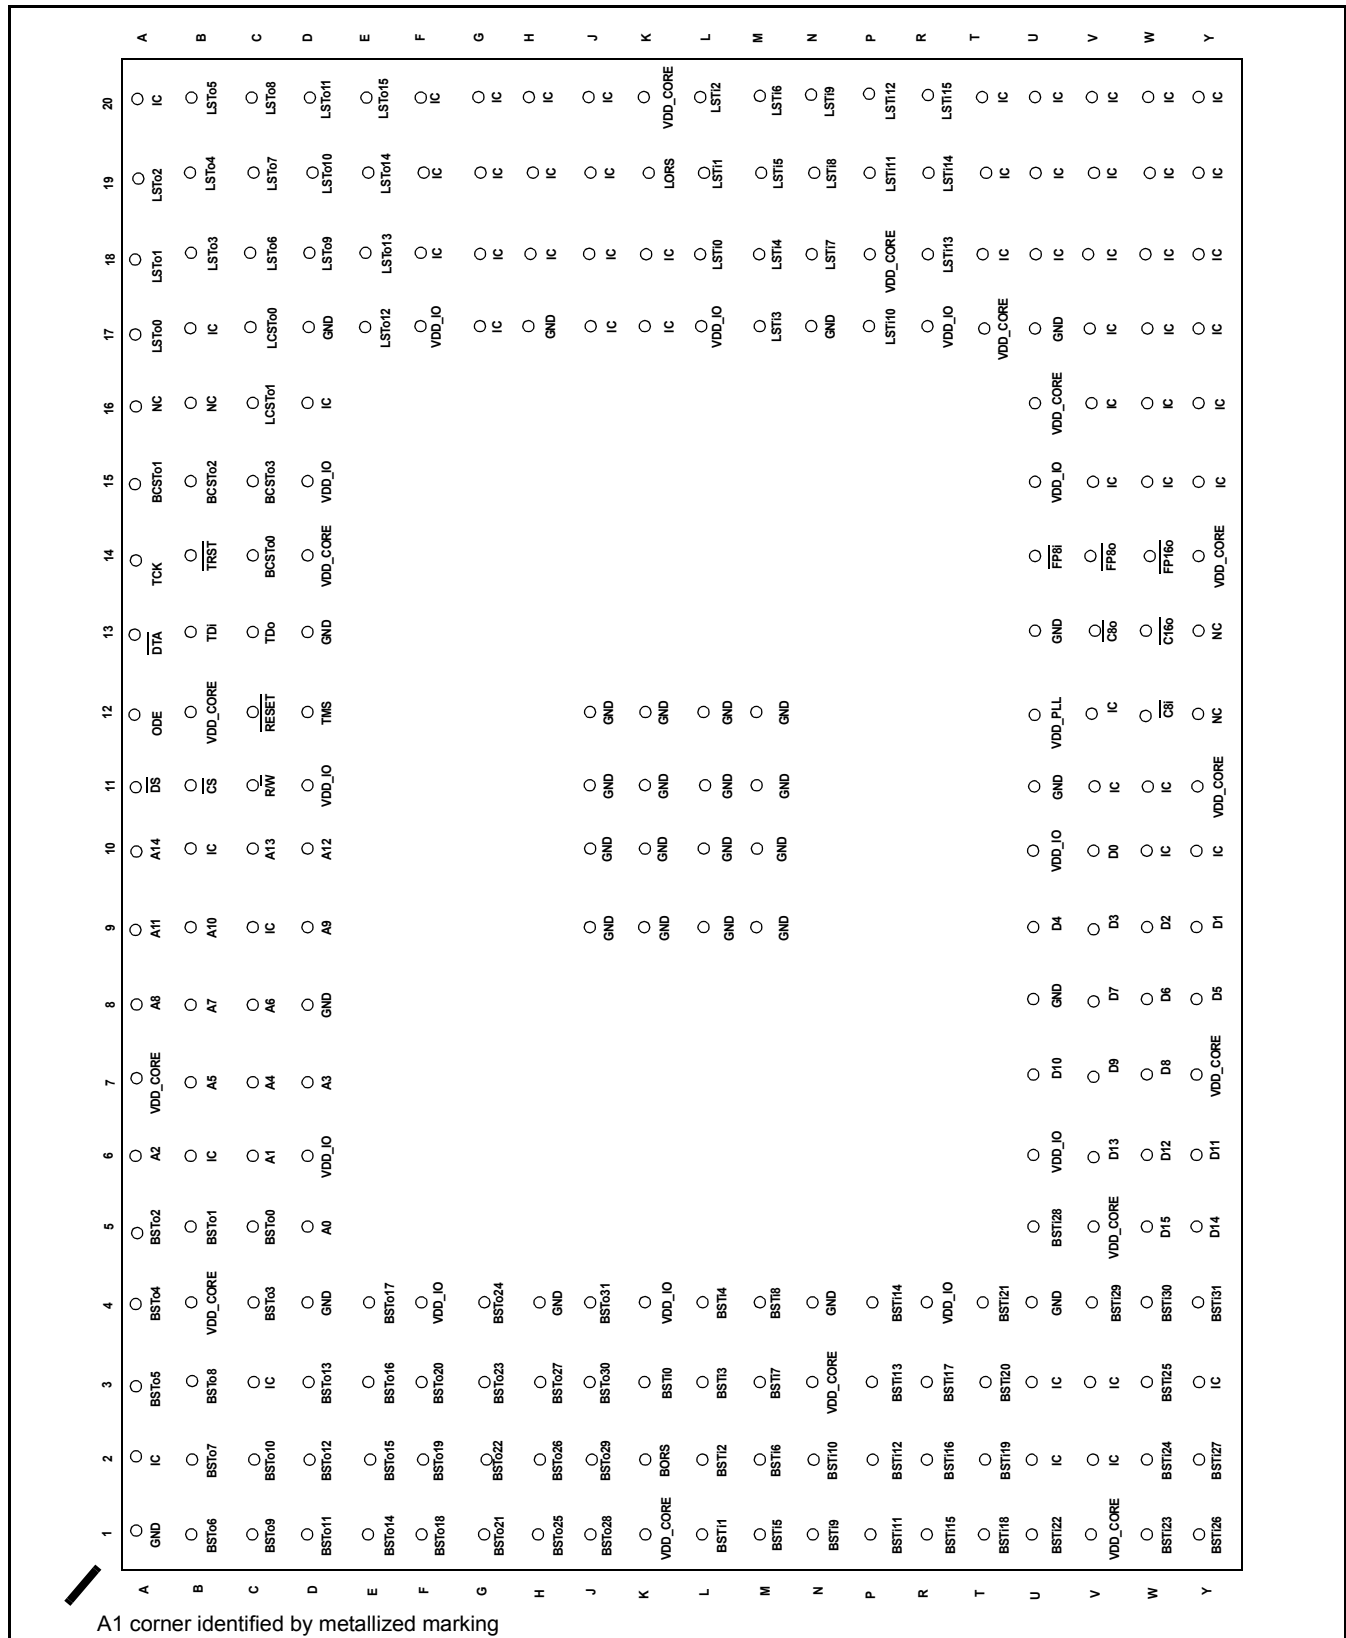 A B C D E F G H J K L M N P R T U V W Y
20 IC LSTo5 LSTo8 LSTo11 LSTo15 IC IC IC IC VDD_CORE LSTi2 LSTi6 LSTi9 LSTi12 LSTi15 IC IC IC IC IC
19 LSTo2 LSTo4 LSTo7 LSTo10 LSTo14 IC IC IC IC LORS LSTi1 LSTi5 LSTi8 LSTi11 LSTi14 IC IC IC IC IC
18 LSTo1 LSTo3 LSTo6 LSTo9 LSTo13 IC IC IC IC IC LSTi0 LSTi4 LSTi7 VDD_CORE LSTi13 IC IC IC IC IC
17 LSTo0 IC LCSTo0 GND LSTo12 VDD_IO IC GND IC IC VDD_IO LSTi3 GND LSTi10 VDD_IO VDD_CORE GND IC IC IC
16 NC NC LCSTo1 IC VDD_CORE IC IC IC
15 BCSTo1 BCSTo2 BCSTo3 VDD_IO VDD_IO IC IC IC
14 TCK TRST BCSTo0 VDD_CORE FP8i FP8o FP16o VDD_CORE
13 DTA TDi TDo GND GND C8o C16o NC
12 ODE VDD_CORE RESET TMS GND GND GND GND VDD_PLL IC C8i NC
11 DS CS R/W VDD_IO GND GND GND GND GND IC IC VDD_CORE
10 A14 IC A13 A12 GND GND GND GND VDD_IO D0 IC IC
9 A11 A10 IC A9 GND GND GND GND D4 D3 D2 D1
8 A8 A7 A6 GND GND D7 D6 D5
7 VDD_CORE A5 A4 A3 D10 D9 D8 VDD_CORE
6 A2 IC A1 VDD_IO VDD_IO D13 D12 D11
5 BSTo2 BSTo1 BSTo0 A0 BSTi28 VDD_CORE D15 D14
4 BSTo4 VDD_CORE BSTo3 GND BSTo17 VDD_IO BSTo24 GND BSTo31 VDD_IO BSTi4 BSTi8 GND BSTi14 VDD_IO BSTi21 GND BSTi29 BSTi30 BSTi31
3 BSTo5 BSTo8 IC BSTo13 BSTo16 BSTo20 BSTo23 BSTo27 BSTo30 BSTi0 BSTi3 BSTi7 VDD_CORE BSTi13 BSTi17 BSTi20 IC IC BSTi25 IC
2 IC BSTo7 BSTo10 BSTo12 BSTo15 BSTo19 BSTo22 BSTo26 BSTo29 BORS BSTi2 BSTi6 BSTi10 BSTi12 BSTi16 BSTi19 IC IC BSTi24 BSTi27
1 GND BSTo6 BSTo9 BSTo11 BSTo14 BSTo18 BSTo21 BSTo25 BSTo28 VDD_CORE BSTi1 BSTi5 BSTi9 BSTi11 BSTi15 BSTi18 BSTi22 VDD_CORE BSTi23 BSTi26
A B C D E F G H J K L M N P R T U V W Y
A1 corner identified by metallized marking